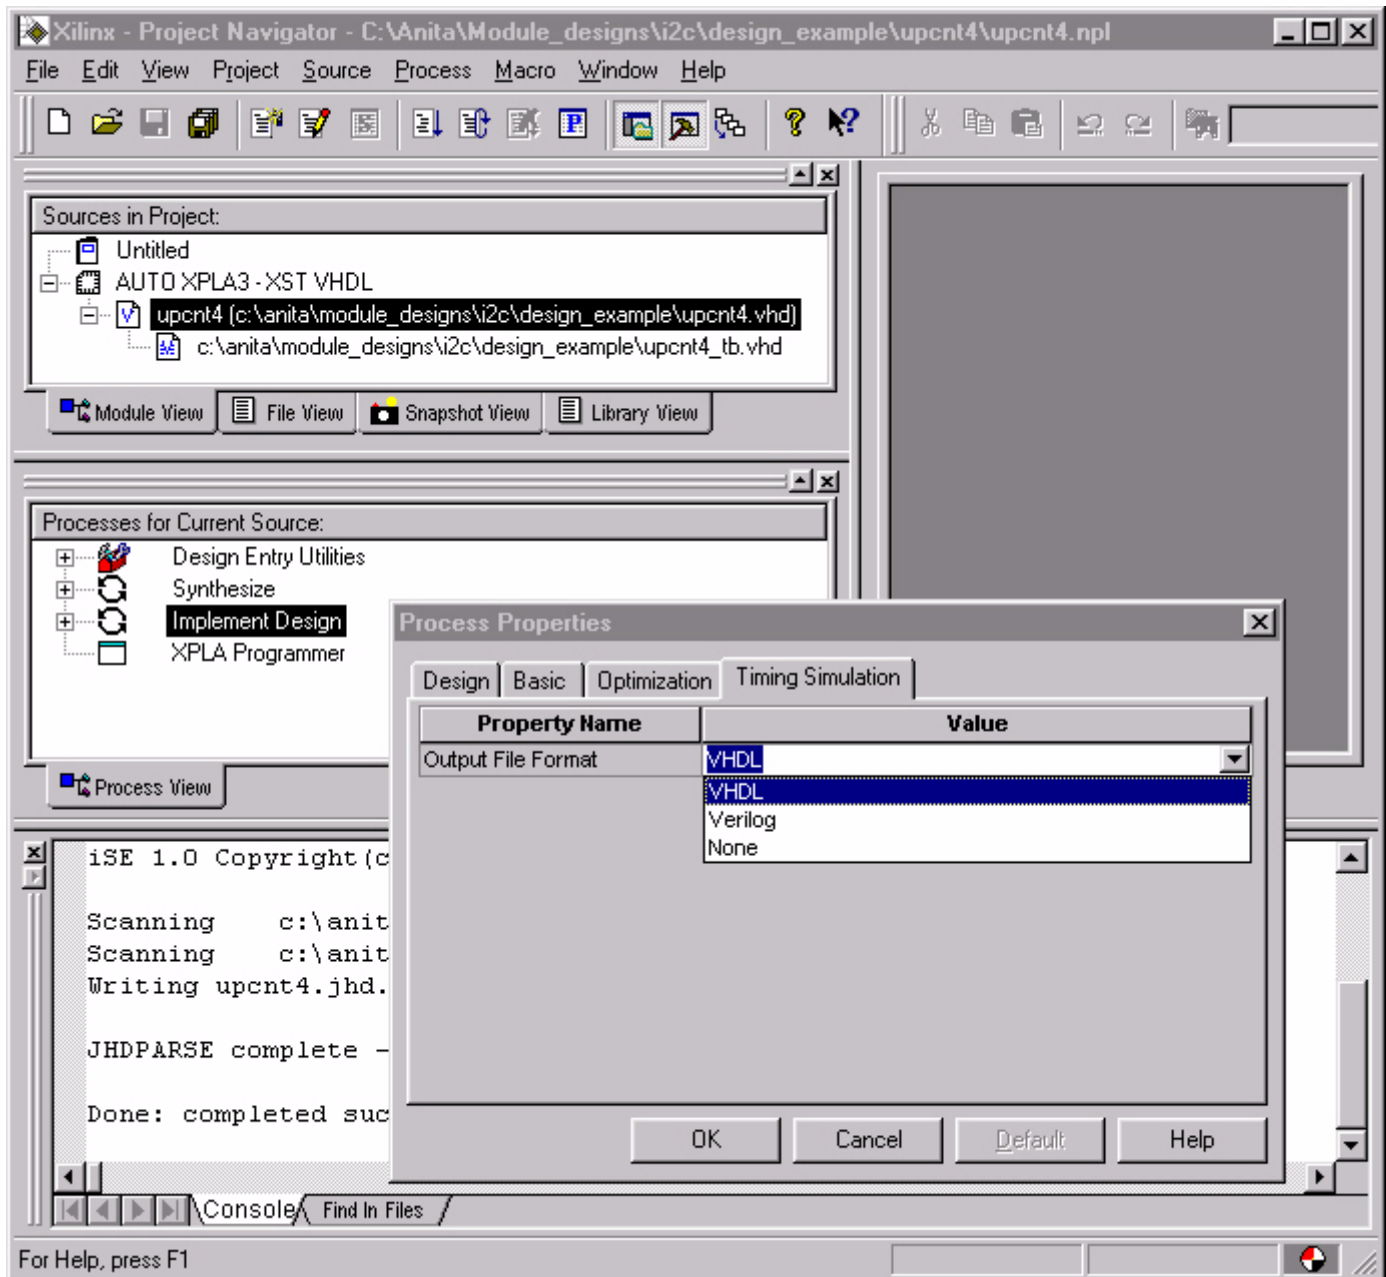 Xilinx - Project Navigator - C:\Anita\Module_designs\i2c\design_example\upcnt4\upcnt4.npl
File Edit View Project Source Process Macro Window Help
Sources in Project:
Untitled
AUTO XPLA3 - XST VHDL
upcnt4 (c:\anita\module_designs\i2c\design_example\upcnt4.vhd)
c:\anita\module_designs\i2c\design_example\upcnt4_tb.vhd
Module View File View Snapshot View Library View
Processes for Current Source:
Design Entry Utilities
Synthesize
Implement Design
XPLA Programmer
Process View
Process Properties
Design Basic Optimization Timing Simulation
Property Name Value
Output File Format VHDL
VHDL
Verilog
None
OK Cancel Default Help
iSE 1.0 Copyright(c
Scanning c:\anit
Scanning c:\anit
Writing upcnt4.jhd.
JHDPARSE complete -
Done: completed suc
Console Find In Files
For Help, press F1